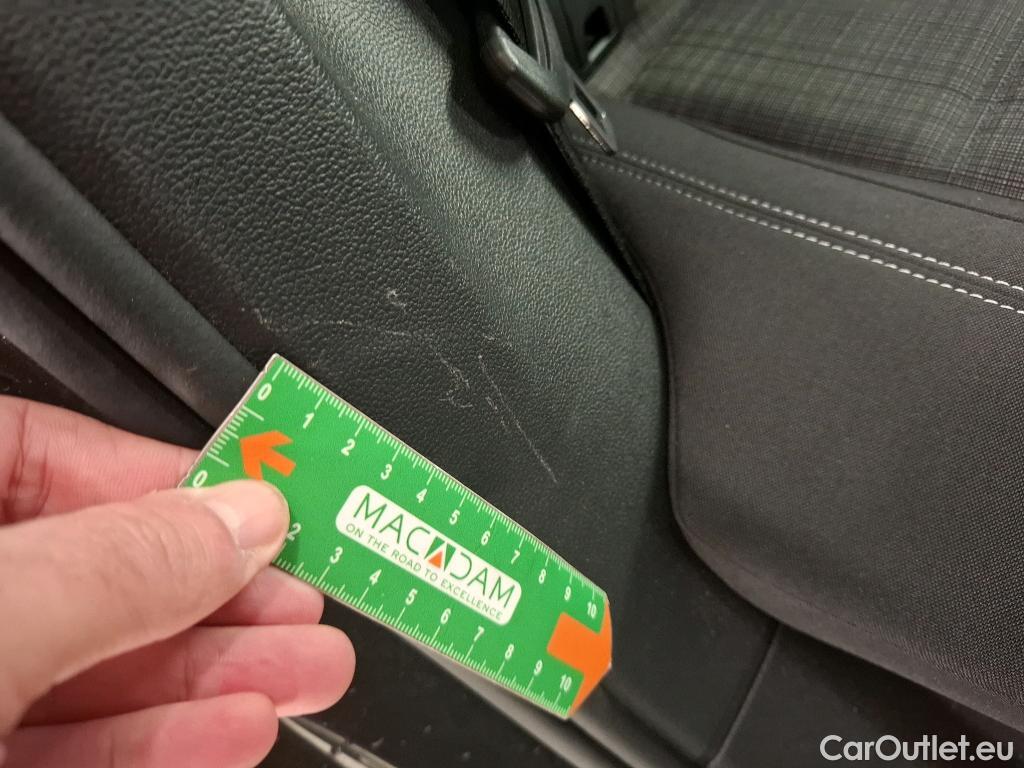 0 1 2 3 4 5 6 7 8 9 10
MACADAM
ON THE ROAD TO EXCELLENCE
0 2 3 4 5 6 7 8 9 10
CarOutlet.eu